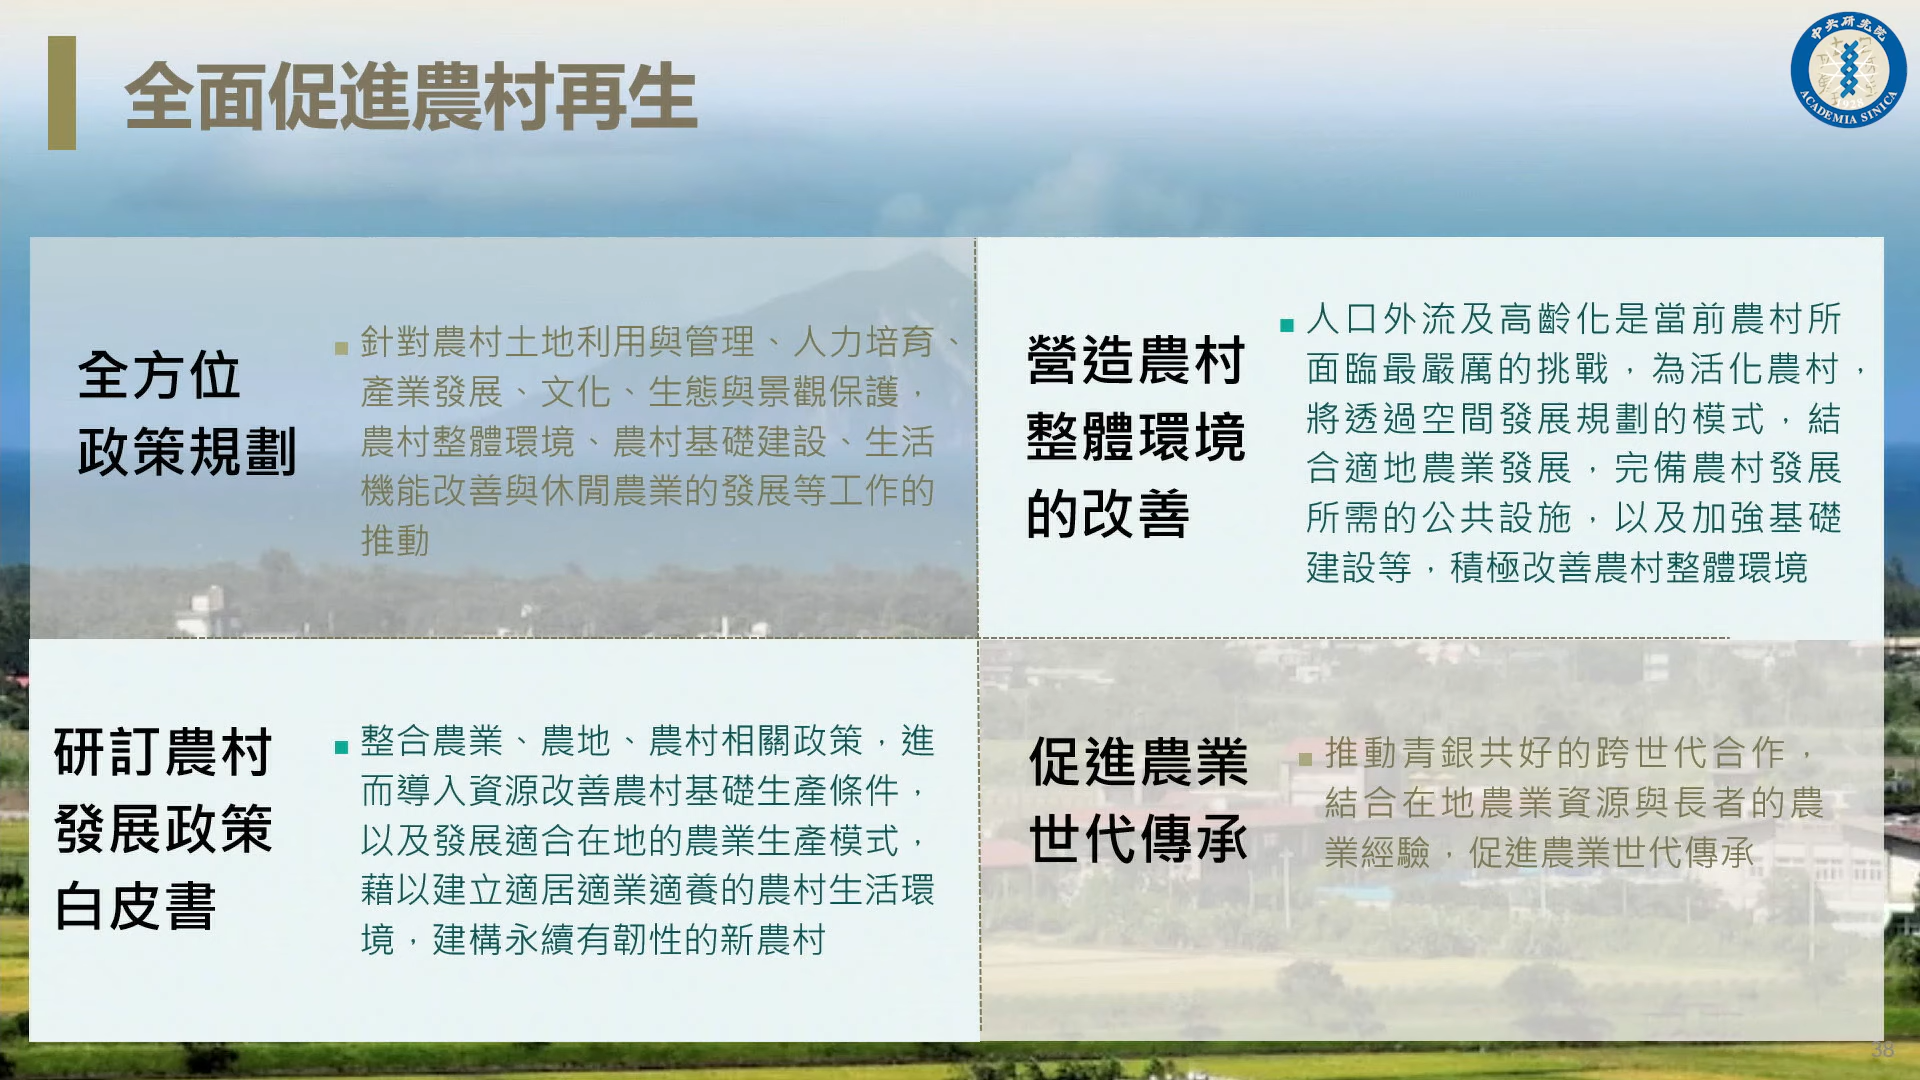 全面促進農村再生
中央研究院
ACADEMIA SINICA
全方位
政策規劃
針對農村土地利用與管理、人力培育、
產業發展、文化、生態與景觀保護，
農村整體環境、農村基礎建設、生活
機能改善與休閒農業的發展等工作的
推動
營造農村
整體環境
的改善
人口外流及高齡化是當前農村所
面臨最嚴厲的挑戰，為活化農村，
將透過空間發展規劃的模式，結
合適地農業發展，完備農村發展
所需的公共設施，以及加強基礎
建設等，積極改善農村整體環境
研訂農村
發展政策
白皮書
整合農業、農地、農村相關政策，進
而導入資源改善農村基礎生產條件，
以及發展適合在地的農業生產模式，
藉以建立適居適業適養的農村生活環
境，建構永續有韌性的新農村
促進農業
世代傳承
推動青銀共好的跨世代合作，
結合在地農業資源與長者的農
業經驗，促進農業世代傳承
38